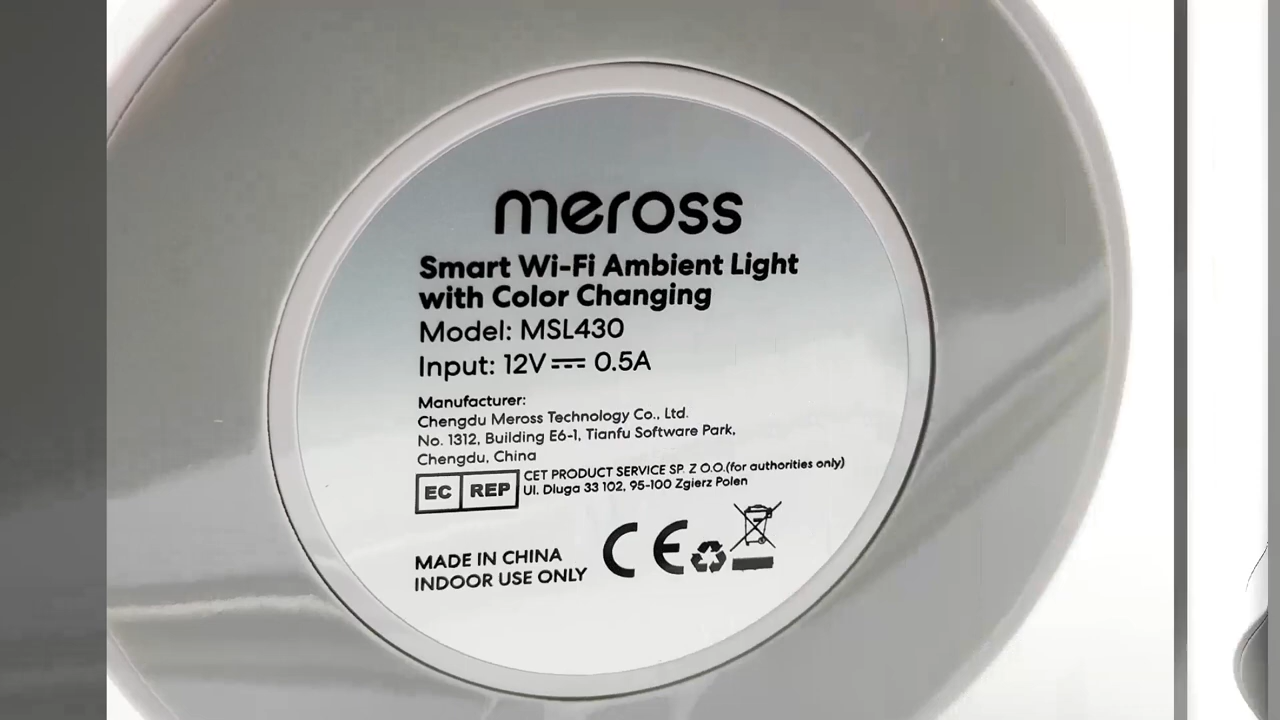 meross
Smart Wi-Fi Ambient Light
with Color Changing
Model: MSL430
Input: 12V⎓0.5A
Manufacturer:
Chengdu Meross Technology Co., Ltd.
No. 1312, Building E6-1, Tianfu Software Park,
Chengdu, China
EC REP
CET PRODUCT SERVICE SP. Z O.O.(for authorities only)
Ul. Dluga 33 102, 95-100 Zgierz Polen
MADE IN CHINA
INDOOR USE ONLY
CE